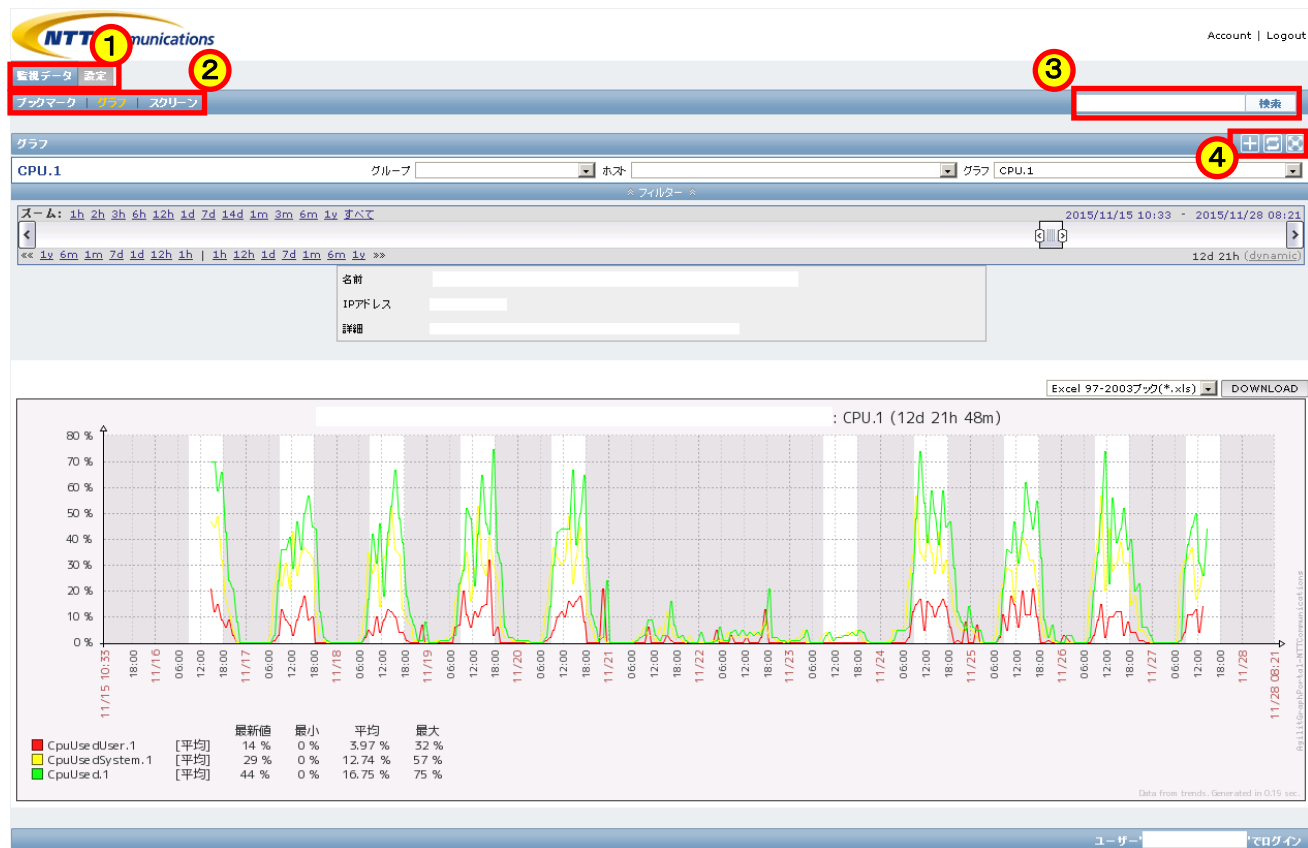 NTT Communications
Account | Logout
1
2
3
監視データ 設定
ブックマーク | グラフ | スクリーン
検索
グラフ
4
CPU.1 グループ ホスト グラフ CPU.1
フィルター
ズーム: 1h 2h 3h 6h 12h 1d 7d 14d 1m 3m 6m 1y すべて 2015/11/15 10:33 - 2015/11/28 08:21
«« 1y 6m 1m 7d 1d 12h 1h | 1h 12h 1d 7d 1m 6m 1y »» 12d 21h (dynamic)
名前
IPアドレス
詳細
Excel 97-2003ブック(*.xls) DOWNLOAD
: CPU.1 (12d 21h 48m)
80 %
70 %
60 %
50 %
40 %
30 %
20 %
10 %
0 %
11/15 10:33 18:00 11/16 06:00 12:00 18:00 11/17 06:00 12:00 18:00 11/18 06:00 12:00 18:00 11/19 06:00 12:00 18:00 11/20 06:00 12:00 18:00 11/21 06:00 12:00 18:00 11/22 06:00 12:00 18:00 11/23 06:00 12:00 18:00 11/24 06:00 12:00 18:00 11/25 06:00 12:00 18:00 11/26 06:00 12:00 18:00 11/27 06:00 12:00 18:00 11/28 11/28 08:21
AgilitGraphPortal-NTTCommunications
最新値 最小 平均 最大
CpuUsedUser.1 [平均] 14 % 0 % 3.97 % 32 %
CpuUsedSystem.1 [平均] 29 % 0 % 12.74 % 57 %
CpuUsed.1 [平均] 44 % 0 % 16.75 % 75 %
Data from trends. Generated in 0.15 sec.
ユーザー' 'でログイン